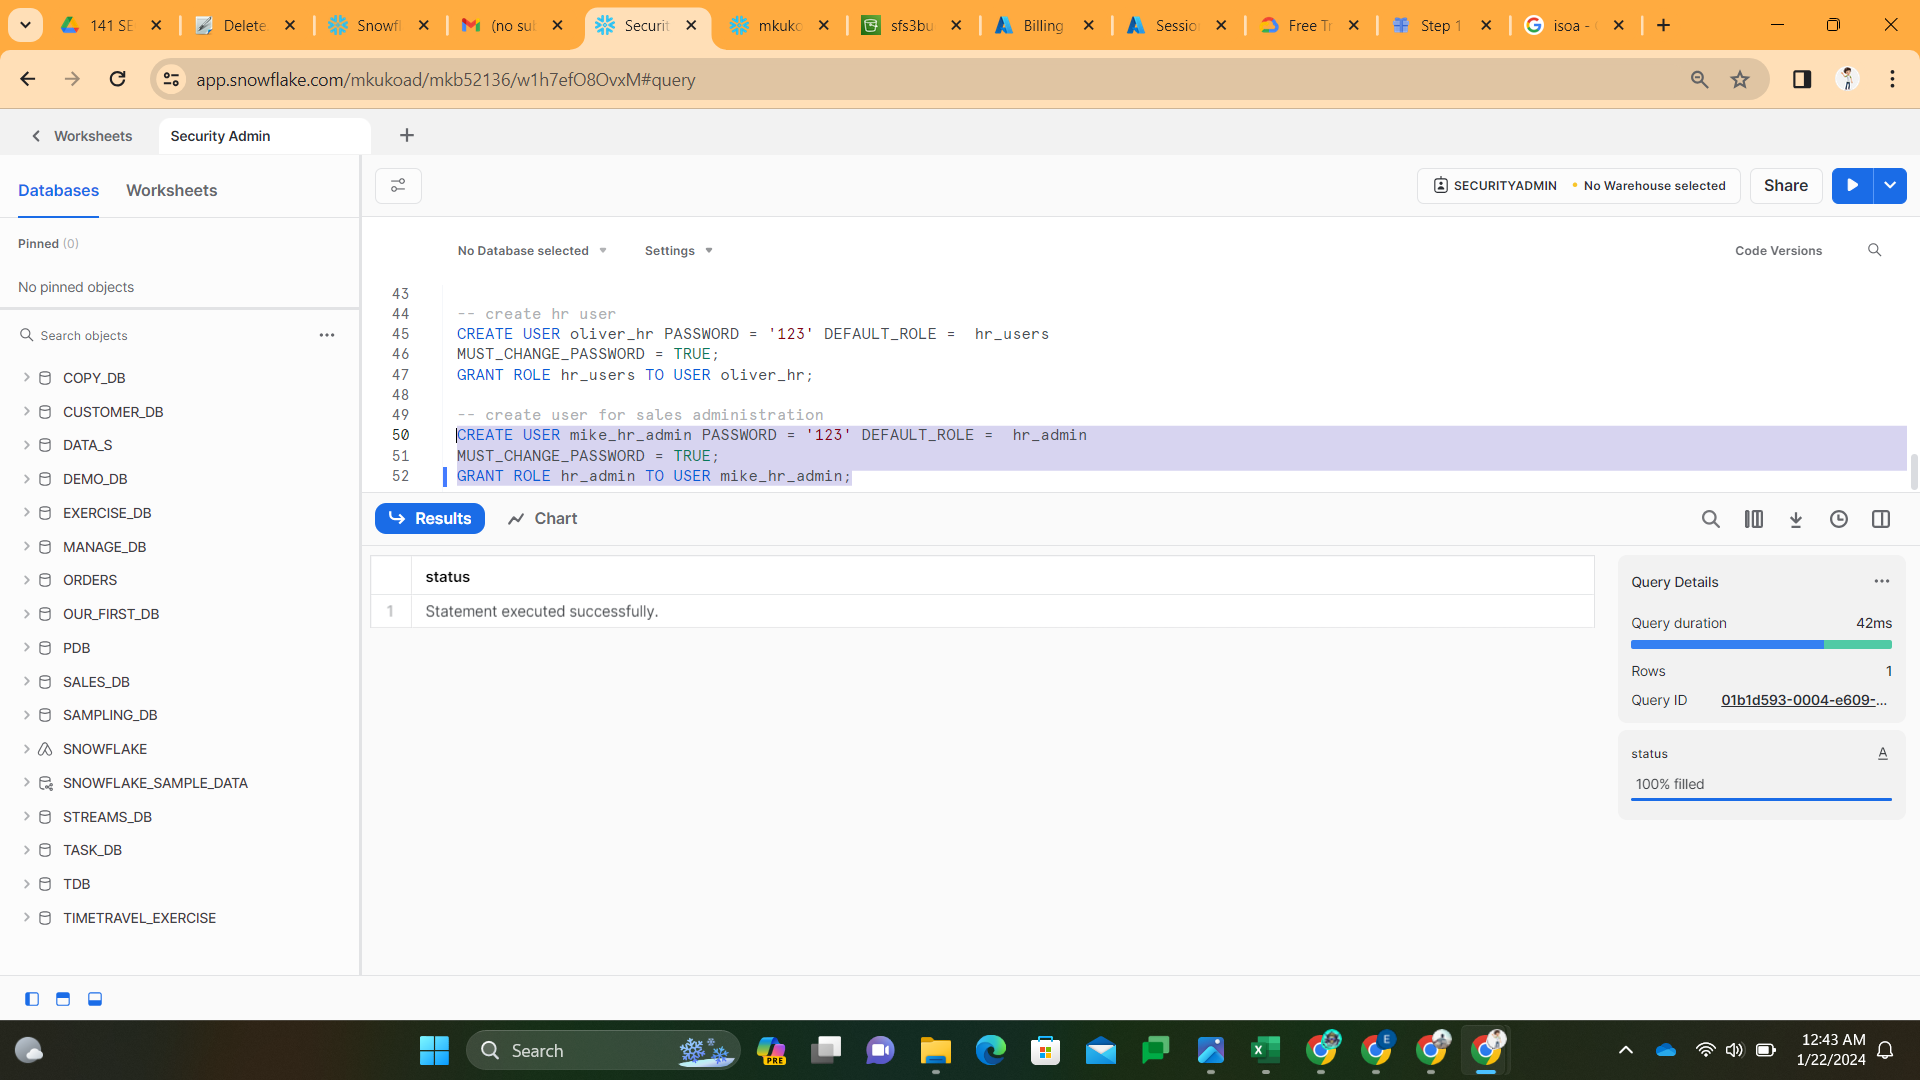 141 SE
Delete
Snowfl
(no sub
Securit
mkuko
sfs3bu
Billing
Sessio
Free Tr
Step 1
isoa -
app.snowflake.com/mkukoad/mkb52136/w1h7efO8OvxM#query
Worksheets
Security Admin
Databases
Worksheets
SECURITYADMIN
No Warehouse selected
Share
Pinned (0)
No pinned objects
No Database selected
Settings
Code Versions
Search objects
COPY_DB
CUSTOMER_DB
DATA_S
DEMO_DB
EXERCISE_DB
MANAGE_DB
ORDERS
OUR_FIRST_DB
PDB
SALES_DB
SAMPLING_DB
SNOWFLAKE
SNOWFLAKE_SAMPLE_DATA
STREAMS_DB
TASK_DB
TDB
TIMETRAVEL_EXERCISE
43
44 -- create hr user
45 CREATE USER oliver_hr PASSWORD = '123' DEFAULT_ROLE =  hr_users
46 MUST_CHANGE_PASSWORD = TRUE;
47 GRANT ROLE hr_users TO USER oliver_hr;
48
49 -- create user for sales administration
50 CREATE USER mike_hr_admin PASSWORD = '123' DEFAULT_ROLE =  hr_admin
51 MUST_CHANGE_PASSWORD = TRUE;
52 GRANT ROLE hr_admin TO USER mike_hr_admin;
Results
Chart
status
1 Statement executed successfully.
Query Details
Query duration 42ms
Rows 1
Query ID 01b1d593-0004-e609-...
status A
100% filled
Search
PRE
E
12:43 AM
1/22/2024